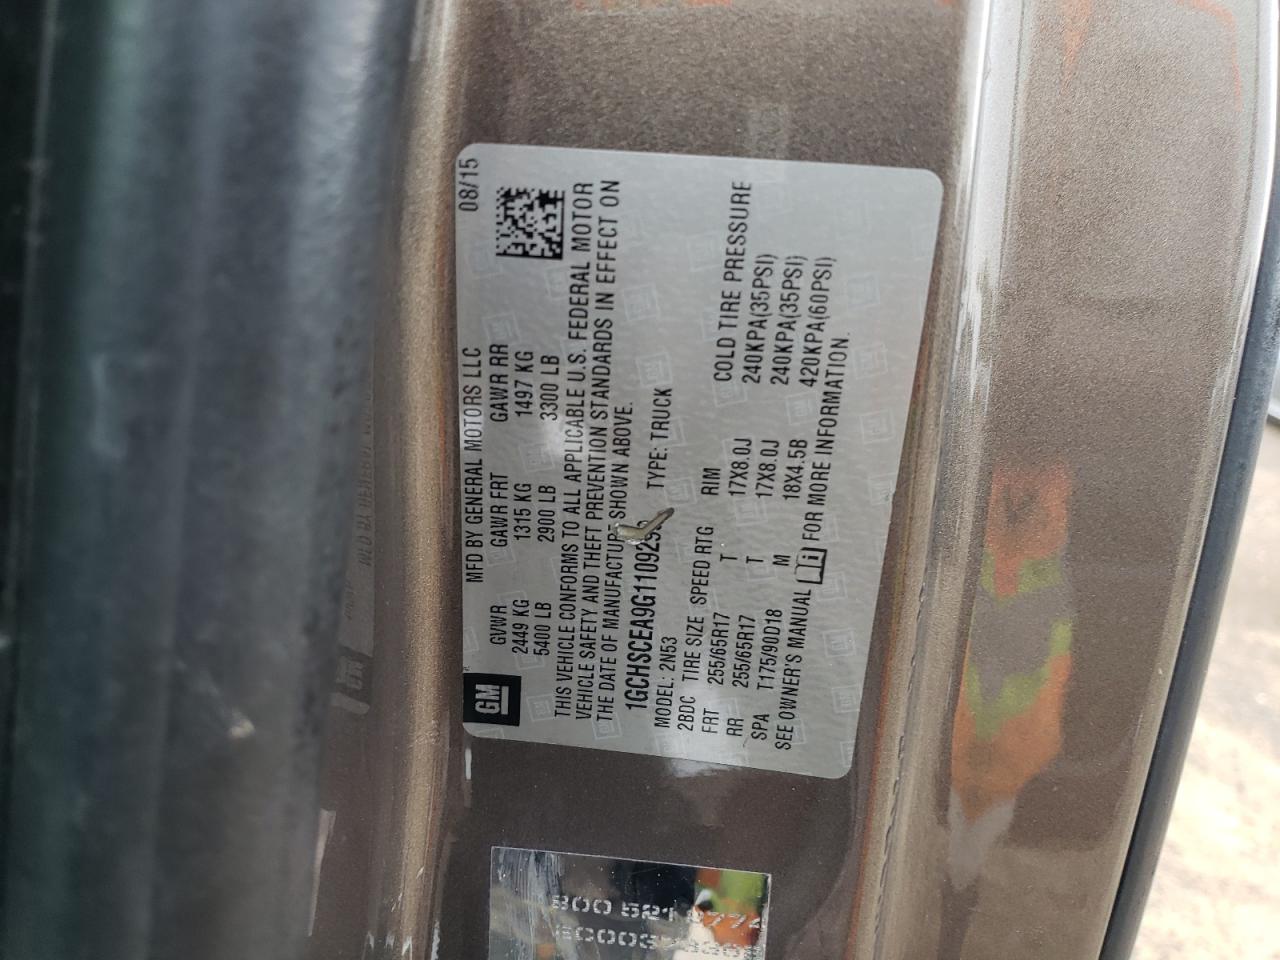 GM
MFD BY GENERAL MOTORS LLC 08/15
GVWR GAWR FRT GAWR RR
2449 KG 1315 KG 1497 KG
5400 LB 2900 LB 3300 LB
THIS VEHICLE CONFORMS TO ALL APPLICABLE U.S. FEDERAL MOTOR
VEHICLE SAFETY AND THEFT PREVENTION STANDARDS IN EFFECT ON
THE DATE OF SHOWN ABOVE.
TYPE: TRUCK
MODEL: 2N53
2BDC TIRE SIZE SPEED RTG RIM COLD TIRE PRESSURE
FRT 255/65R17 T 17X8.0J 240KPA(35PSI)
RR 255/65R17 T 17X8.0J 240KPA(35PSI)
SPA T175/90D18 M 18X4.5B 420KPA(60PSI)
SEE OWNER'S MANUAL FOR MORE INFORMATION.